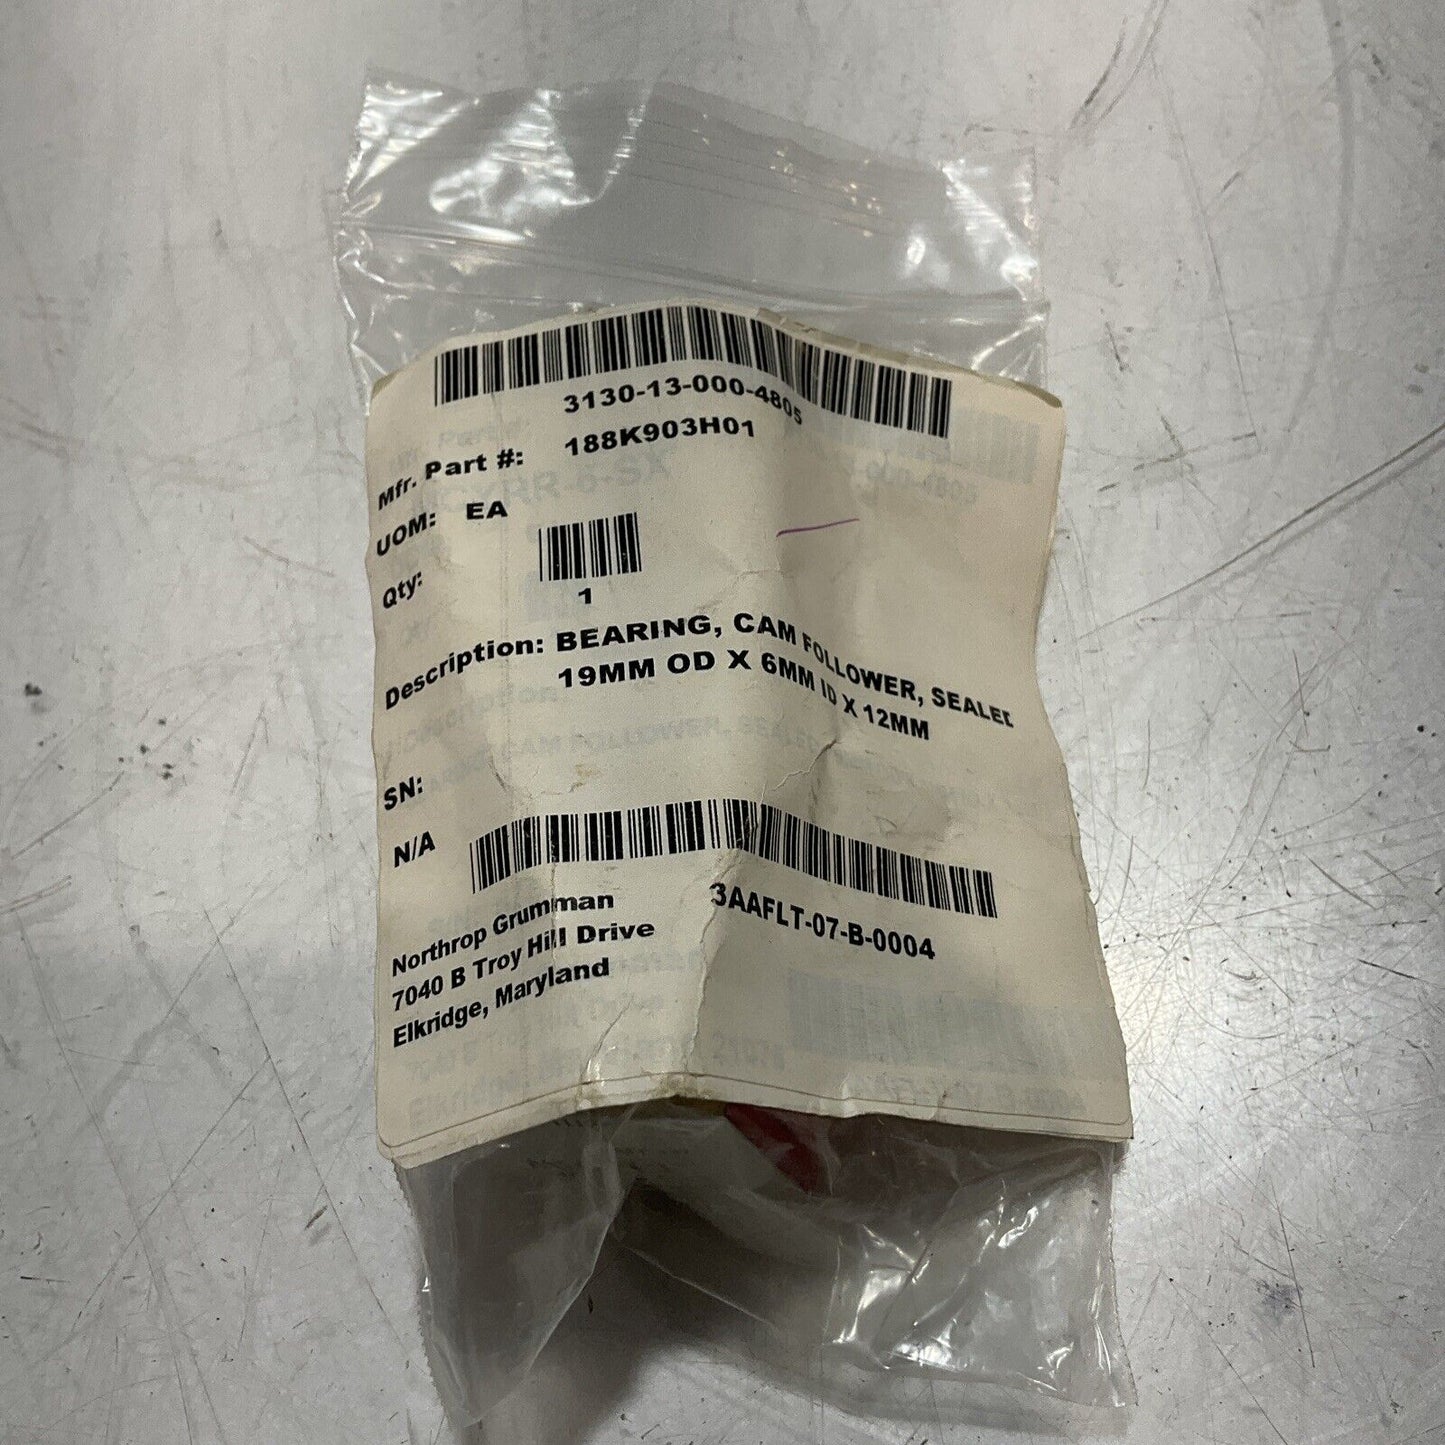 3130-13-000-4805
Mfr. Part #: 188K903H01
UOM: EA
Qty:
1
Description: BEARING, CAM FOLLOWER, SEALED
19MM OD X 6MM ID X 12MM
SN:
N/A
3AAFLT-07-B-0004
Northrop Grumman
7040 B Troy Hill Drive
Elkridge, Maryland